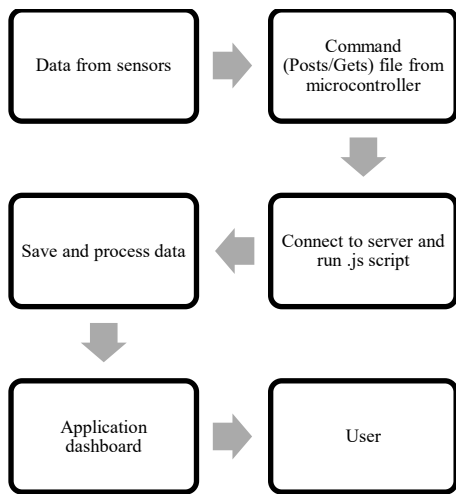 Data from sensors
Command
(Posts/Gets) file from
microcontroller
Connect to server and
run .js script
Save and process data
Application
dashboard
User